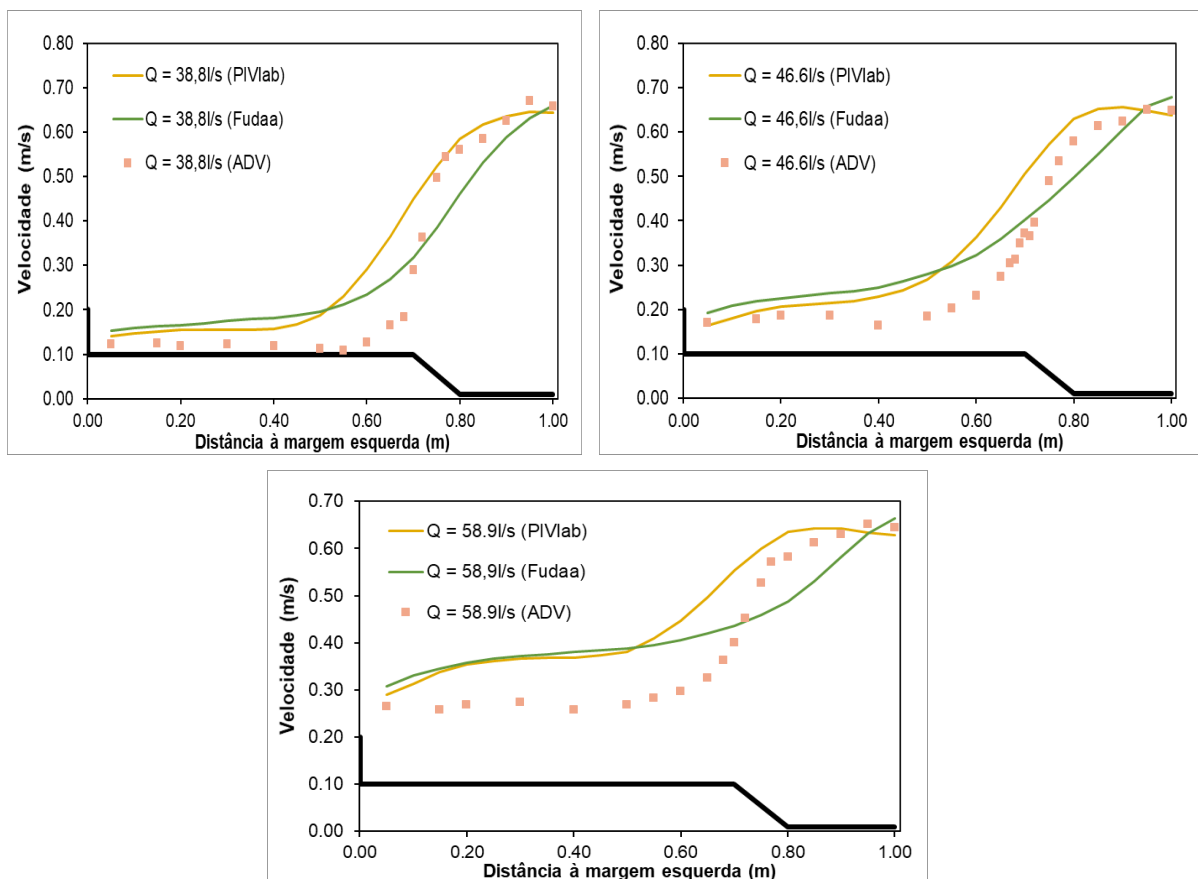 0.80
0.70
0.60
0.50
0.40
0.30
0.20
0.10
0.00
Velocidade (m/s)
Q = 38,8l/s (PIVlab)
Q = 38,8l/s (Fudaa)
Q = 38,8l/s (ADV)
0.00 0.20 0.40 0.60 0.80 1.00
Distância à margem esquerda (m)
0.80
0.70
0.60
0.50
0.40
0.30
0.20
0.10
0.00
Velocidade (m/s)
Q = 46.6l/s (PIVlab)
Q = 46,6l/s (Fudaa)
Q = 46.6l/s (ADV)
0.00 0.20 0.40 0.60 0.80 1.00
Distância à margem esquerda (m)
0.70
0.60
0.50
0.40
0.30
0.20
0.10
0.00
Velocidade (m/s)
Q = 58.9l/s (PIVlab)
Q = 58,9l/s (Fudaa)
Q = 58.9l/s (ADV)
0.00 0.20 0.40 0.60 0.80 1.00
Distância à margem esquerda (m)